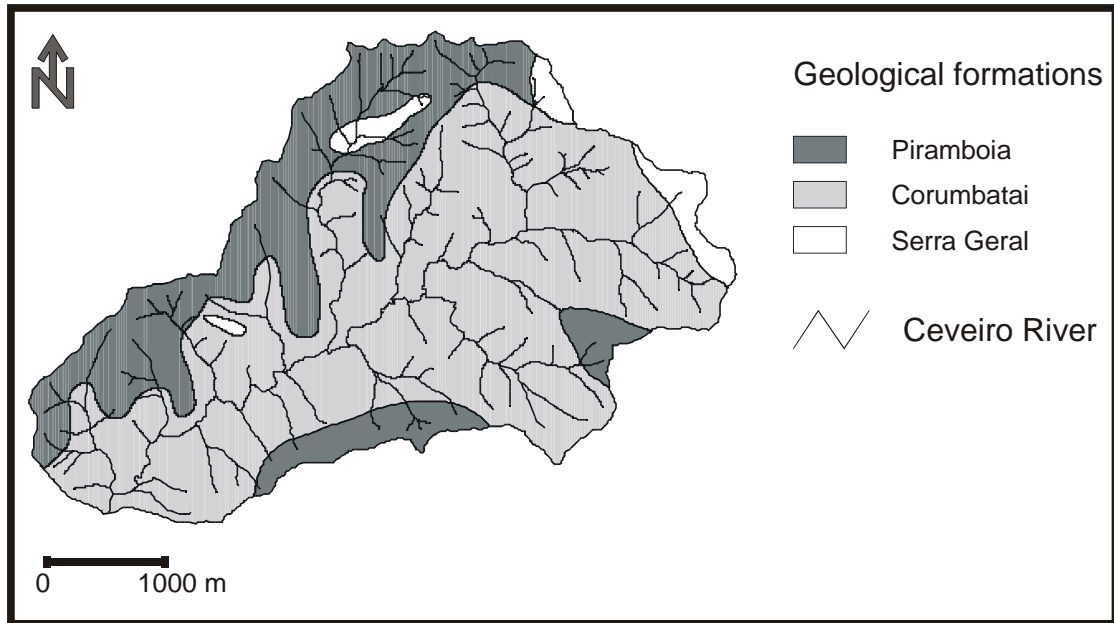 N
Geological formations
Piramboia
Corumbatai
Serra Geral
Ceveiro River
0 1000 m